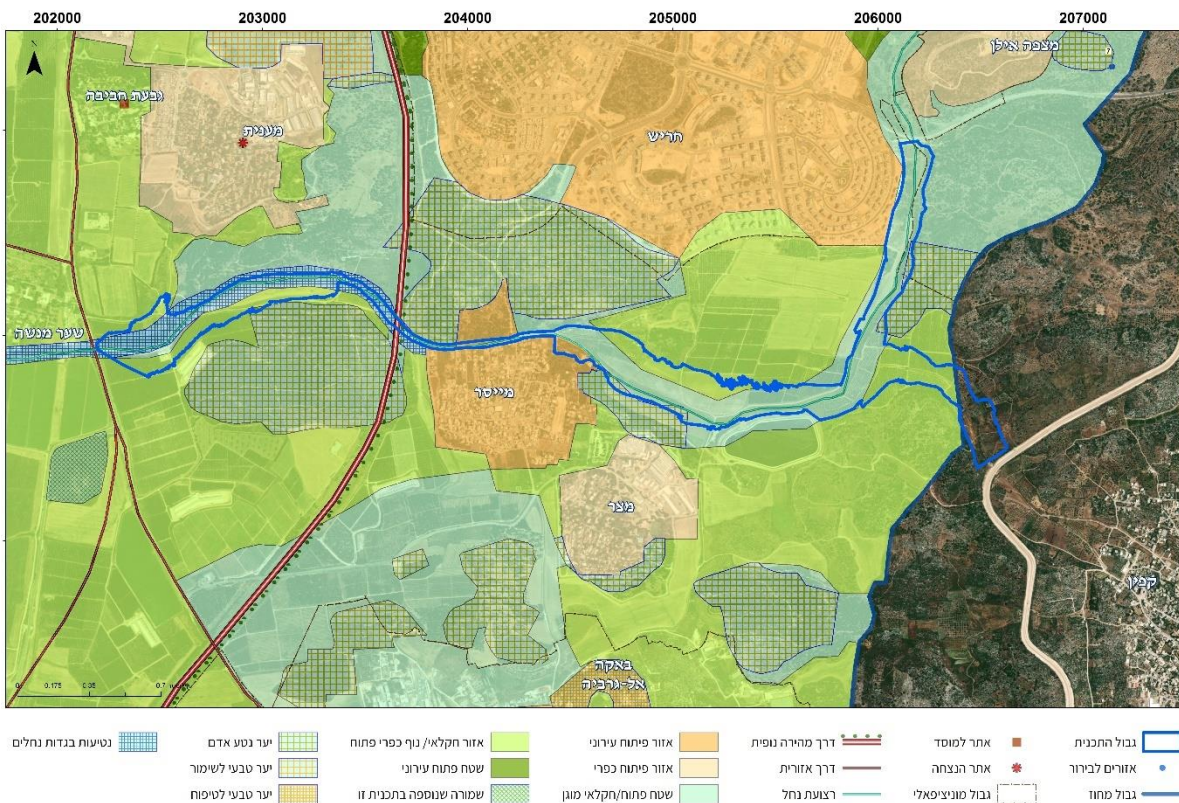 202000 203000 204000 205000 206000 207000
מצפה אילן
7
גבעת חביבה
מענית
חריש
שער מנשה
מייסר
מצר
קפין
באקה
אל-גרביה
0 0.175 0.35 0.7
גבול התכנית
אזורים לבירור
גבול מחוז
אתר למוסד
אתר הנצחה
גבול מוניציפאלי
דרך מהירה נופית
דרך אזורית
רצועת נחל
אזור פיתוח עירוני
אזור פיתוח כפרי
שטח פתוח/חקלאי מוגן
אזור חקלאי/ נוף כפרי פתוח
שטח פתוח עירוני
שמורה שנוספה בתכנית זו
יער נטע אדם
יער טבעי לשימור
יער טבעי לטיפוח
נטיעות בגדות נחלים